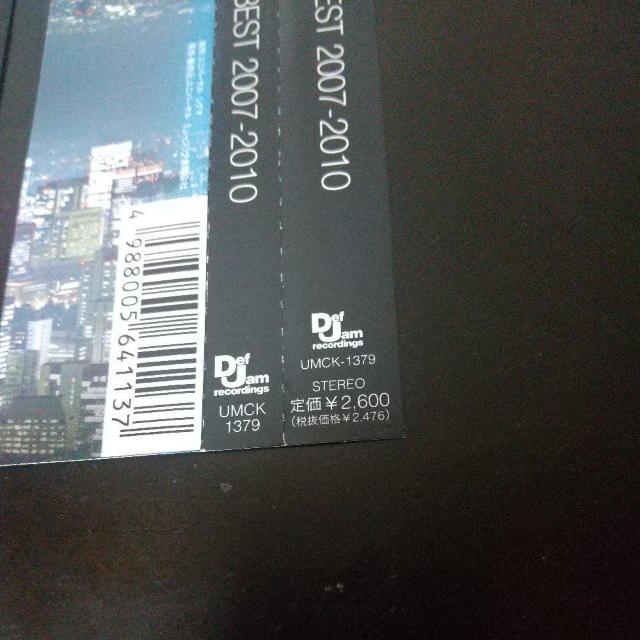 BEST 2007-2010
BEST 2007-2010
4 988005 641137
Def
Jam
recordings
UMCK
1379
Def
Jam
recordings
UMCK-1379
STEREO
定価¥2,600
(税抜価格¥2,476)